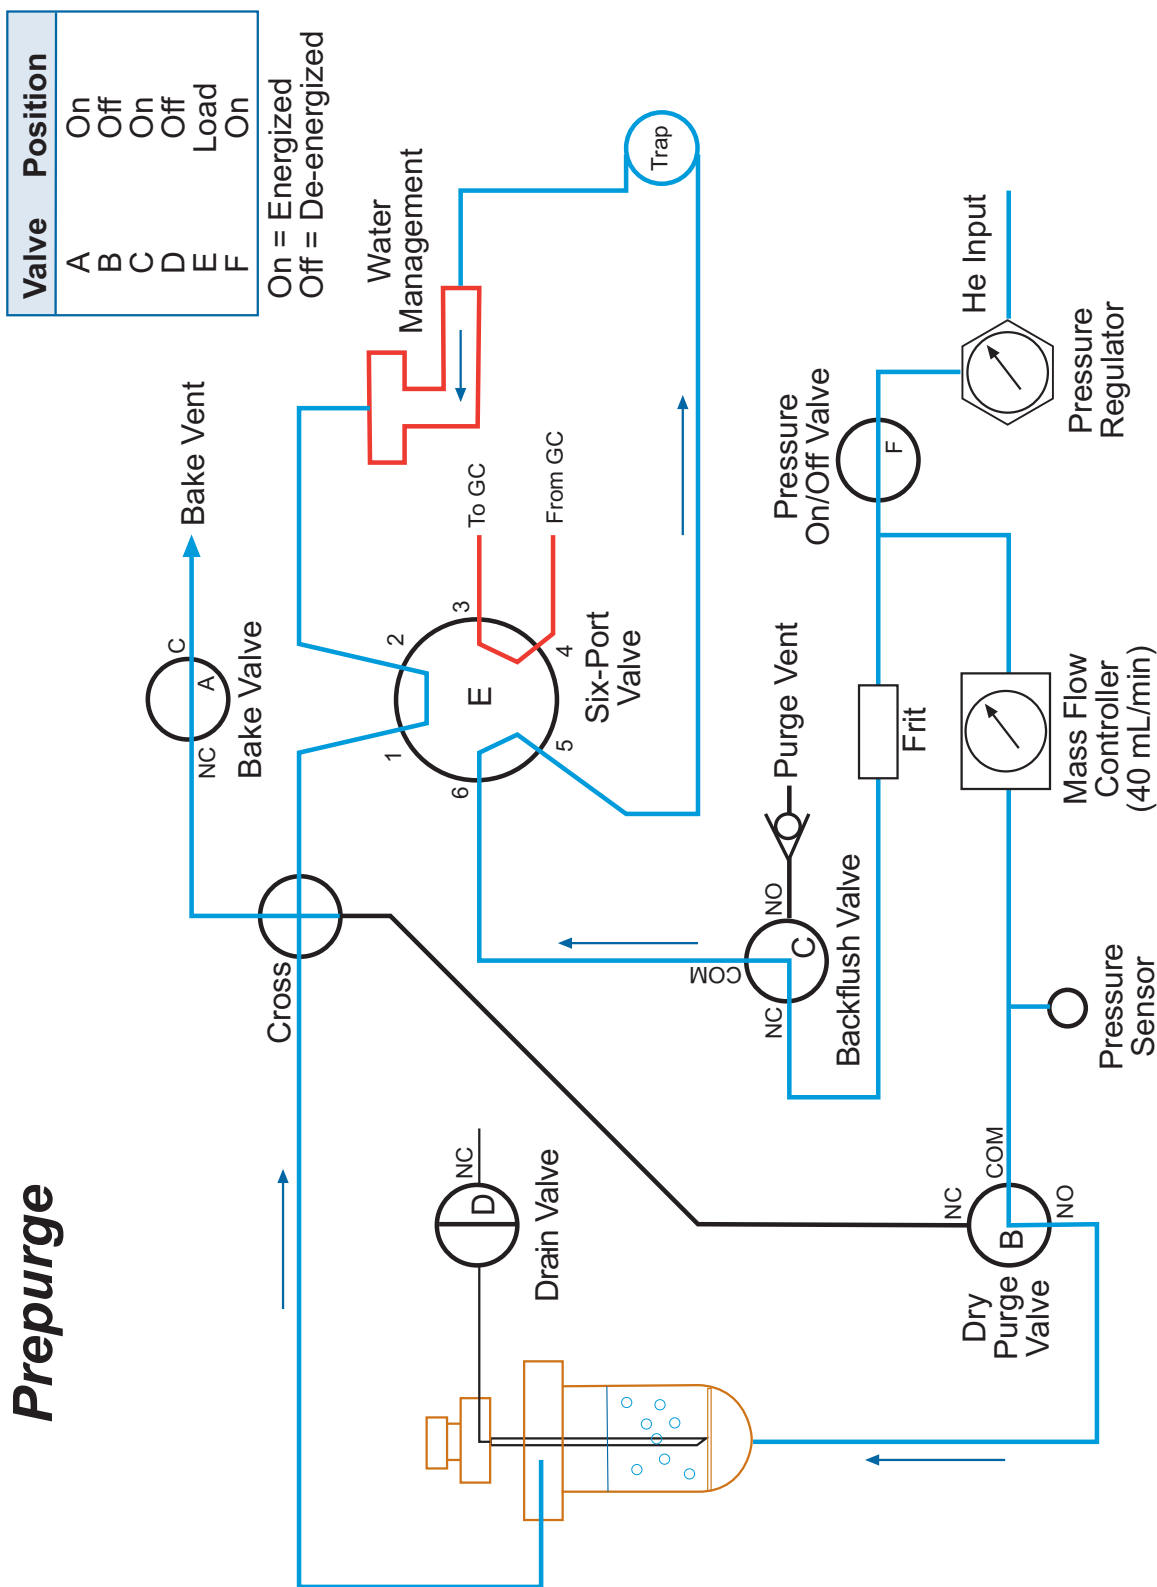 Prepurge
Valve Position
A On
B Off
C On
D Off
E Load
F On
On = Energized
Off = De-energized
Bake Vent
C
A
NC
Bake Valve
Water
Management
Trap
To GC
From GC
1
2
3
4
5
6
E
Six-Port
Valve
Cross
Purge Vent
NO
C
COM
NC
Backflush Valve
Pressure
On/Off Valve
F
He Input
Pressure
Regulator
Frit
Mass Flow
Controller
(40 mL/min)
Pressure
Sensor
NC
D
Drain Valve
NC
COM
B
NO
Dry
Purge
Valve